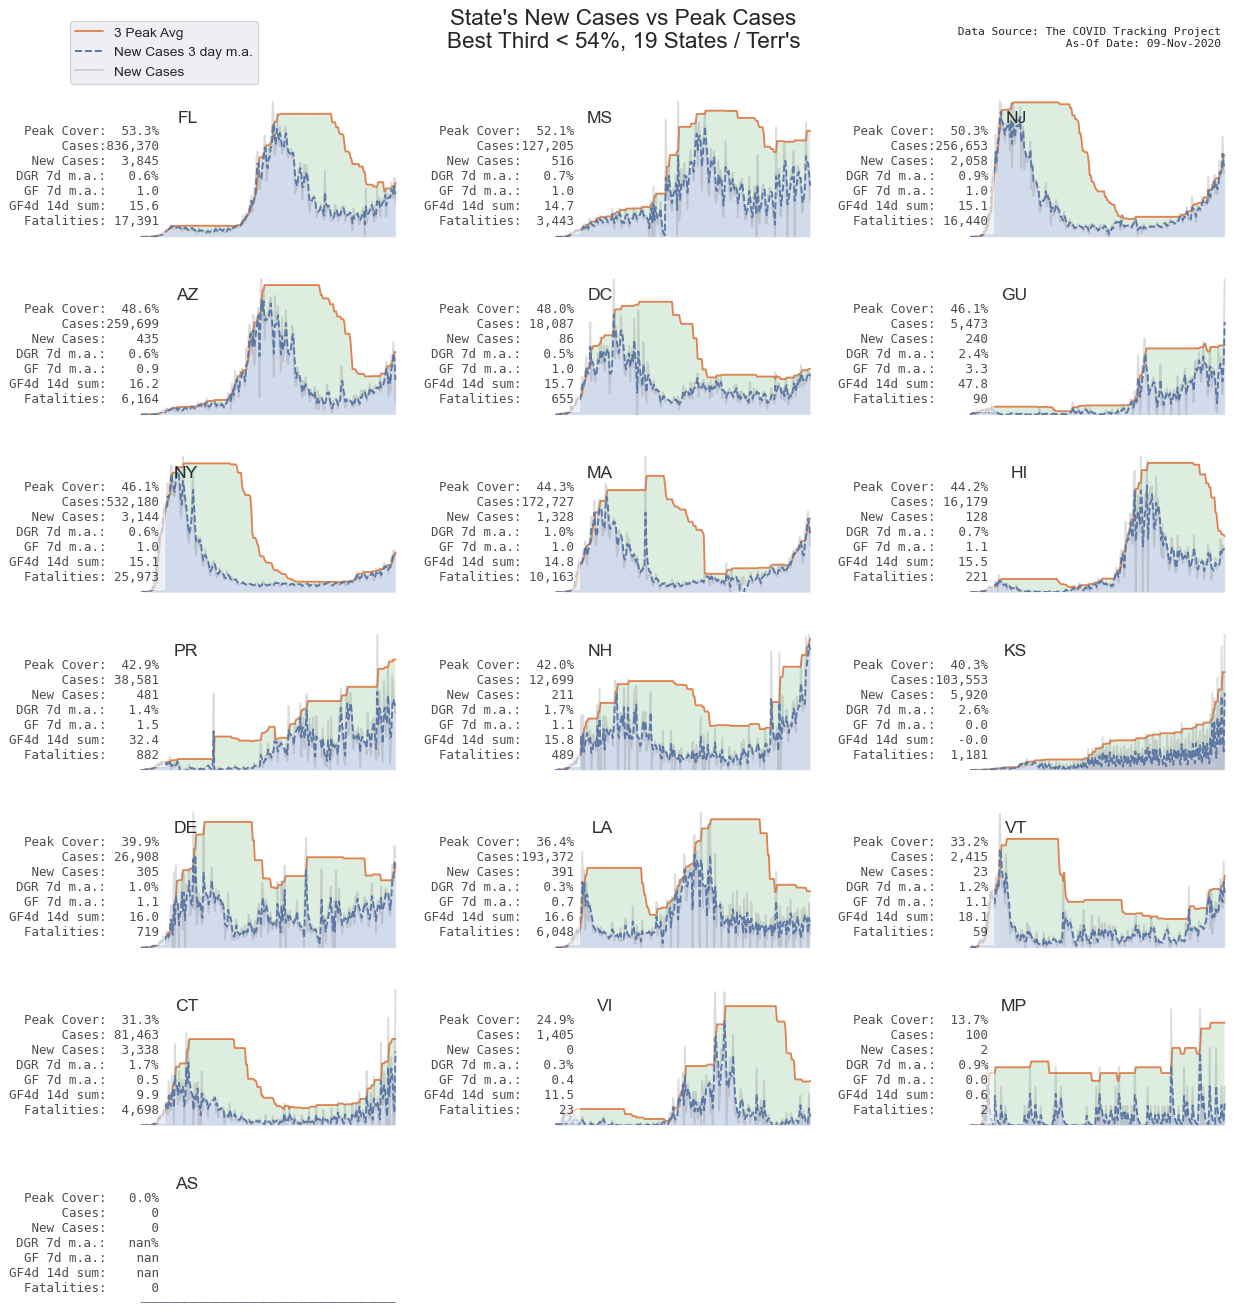 State's New Cases vs Peak Cases
Best Third < 54%, 19 States / Terr's
3 Peak Avg
New Cases 3 day m.a.
New Cases
Data Source: The COVID Tracking Project
As-Of Date: 09-Nov-2020
FL
Peak Cover: 53.3%
Cases:836,370
New Cases: 3,845
DGR 7d m.a.: 0.6%
GF 7d m.a.: 1.0
GF4d 14d sum: 15.6
Fatalities: 17,391
MS
Peak Cover: 52.1%
Cases:127,205
New Cases: 516
DGR 7d m.a.: 0.7%
GF 7d m.a.: 1.0
GF4d 14d sum: 14.7
Fatalities: 3,443
NJ
Peak Cover: 50.3%
Cases:256,653
New Cases: 2,058
DGR 7d m.a.: 0.9%
GF 7d m.a.: 1.0
GF4d 14d sum: 15.1
Fatalities: 16,440
AZ
Peak Cover: 48.6%
Cases:259,699
New Cases: 435
DGR 7d m.a.: 0.6%
GF 7d m.a.: 0.9
GF4d 14d sum: 16.2
Fatalities: 6,164
DC
Peak Cover: 48.0%
Cases: 18,087
New Cases: 86
DGR 7d m.a.: 0.5%
GF 7d m.a.: 1.0
GF4d 14d sum: 15.7
Fatalities: 655
GU
Peak Cover: 46.1%
Cases: 5,473
New Cases: 240
DGR 7d m.a.: 2.4%
GF 7d m.a.: 3.3
GF4d 14d sum: 47.8
Fatalities: 90
NY
Peak Cover: 46.1%
Cases:532,180
New Cases: 3,144
DGR 7d m.a.: 0.6%
GF 7d m.a.: 1.0
GF4d 14d sum: 15.1
Fatalities: 25,973
MA
Peak Cover: 44.3%
Cases:172,727
New Cases: 1,328
DGR 7d m.a.: 1.0%
GF 7d m.a.: 1.0
GF4d 14d sum: 14.8
Fatalities: 10,163
HI
Peak Cover: 44.2%
Cases: 16,179
New Cases: 128
DGR 7d m.a.: 0.7%
GF 7d m.a.: 1.1
GF4d 14d sum: 15.5
Fatalities: 221
PR
Peak Cover: 42.9%
Cases: 38,581
New Cases: 481
DGR 7d m.a.: 1.4%
GF 7d m.a.: 1.5
GF4d 14d sum: 32.4
Fatalities: 882
NH
Peak Cover: 42.0%
Cases: 12,699
New Cases: 211
DGR 7d m.a.: 1.7%
GF 7d m.a.: 1.1
GF4d 14d sum: 15.8
Fatalities: 489
KS
Peak Cover: 40.3%
Cases:103,553
New Cases: 5,920
DGR 7d m.a.: 2.6%
GF 7d m.a.: 0.0
GF4d 14d sum: -0.0
Fatalities: 1,181
DE
Peak Cover: 39.9%
Cases: 26,908
New Cases: 305
DGR 7d m.a.: 1.0%
GF 7d m.a.: 1.1
GF4d 14d sum: 16.0
Fatalities: 719
LA
Peak Cover: 36.4%
Cases:193,372
New Cases: 391
DGR 7d m.a.: 0.3%
GF 7d m.a.: 0.7
GF4d 14d sum: 16.6
Fatalities: 6,048
VT
Peak Cover: 33.2%
Cases: 2,415
New Cases: 23
DGR 7d m.a.: 1.2%
GF 7d m.a.: 1.1
GF4d 14d sum: 18.1
Fatalities: 59
CT
Peak Cover: 31.3%
Cases: 81,463
New Cases: 3,338
DGR 7d m.a.: 1.7%
GF 7d m.a.: 0.5
GF4d 14d sum: 9.9
Fatalities: 4,698
VI
Peak Cover: 24.9%
Cases: 1,405
New Cases: 0
DGR 7d m.a.: 0.3%
GF 7d m.a.: 0.4
GF4d 14d sum: 11.5
Fatalities: 23
MP
Peak Cover: 13.7%
Cases: 100
New Cases: 2
DGR 7d m.a.: 0.9%
GF 7d m.a.: 0.0
GF4d 14d sum: 0.6
Fatalities: 2
AS
Peak Cover: 0.0%
Cases: 0
New Cases: 0
DGR 7d m.a.: nan%
GF 7d m.a.: nan
GF4d 14d sum: nan
Fatalities: 0